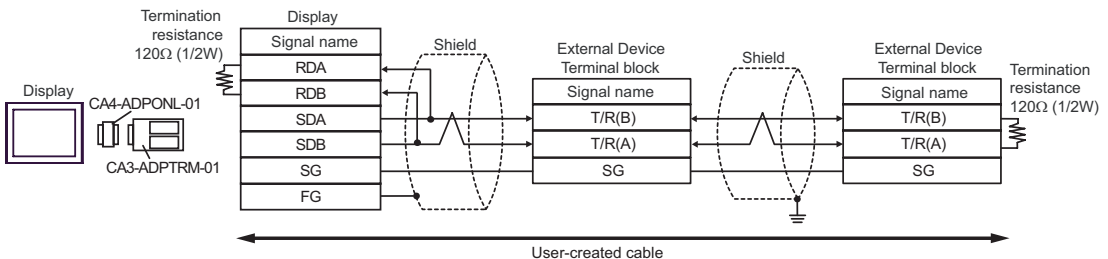 Termination
resistance
120Ω (1/2W)
Display
Signal name
RDA
RDB
SDA
SDB
SG
FG
Shield
External Device
Terminal block
Signal name
T/R(B)
T/R(A)
SG
Shield
External Device
Terminal block
Signal name
T/R(B)
T/R(A)
SG
Termination
resistance
120Ω (1/2W)
Display
CA4-ADPONL-01
CA3-ADPTRM-01
User-created cable